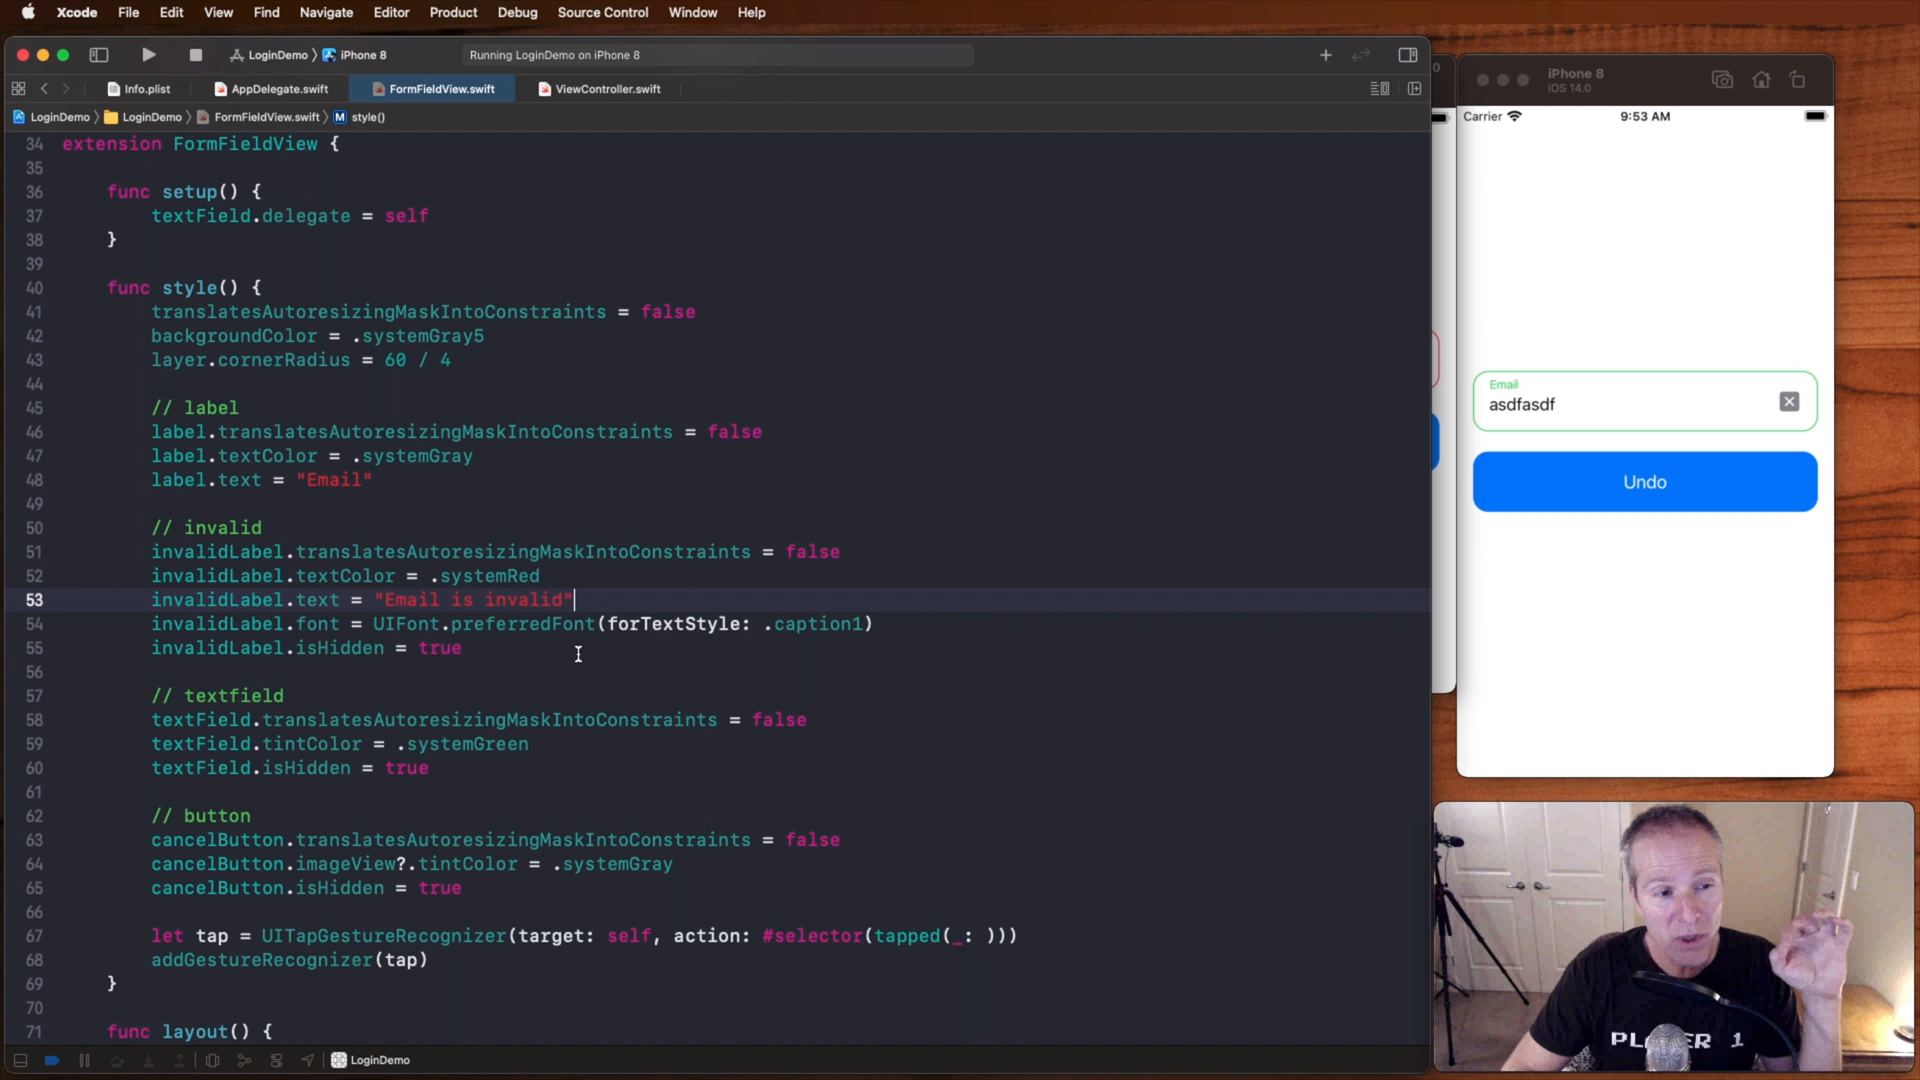 Xcode File Edit View Find Navigate Editor Product Debug Source Control Window Help
LoginDemo 〉 iPhone 8 Running LoginDemo on iPhone 8
Info.plist AppDelegate.swift FormFieldView.swift ViewController.swift
LoginDemo 〉 LoginDemo 〉 FormFieldView.swift 〉 M style()
34 extension FormFieldView {
35
36 func setup() {
37 textField.delegate = self
38 }
39
40 func style() {
41 translatesAutoresizingMaskIntoConstraints = false
42 backgroundColor = .systemGray5
43 layer.cornerRadius = 60 / 4
44
45 // label
46 label.translatesAutoresizingMaskIntoConstraints = false
47 label.textColor = .systemGray
48 label.text = "Email"
49
50 // invalid
51 invalidLabel.translatesAutoresizingMaskIntoConstraints = false
52 invalidLabel.textColor = .systemRed
53 invalidLabel.text = "Email is invalid"
54 invalidLabel.font = UIFont.preferredFont(forTextStyle: .caption1)
55 invalidLabel.isHidden = true
56
57 // textfield
58 textField.translatesAutoresizingMaskIntoConstraints = false
59 textField.tintColor = .systemGreen
60 textField.isHidden = true
61
62 // button
63 cancelButton.translatesAutoresizingMaskIntoConstraints = false
64 cancelButton.imageView?.tintColor = .systemGray
65 cancelButton.isHidden = true
66
67 let tap = UITapGestureRecognizer(target: self, action: #selector(tapped(_: )))
68 addGestureRecognizer(tap)
69 }
70
71 func layout() {
LoginDemo
0
iPhone 8
iOS 14.0
Carrier 9:53 AM
Email
asdfasdf
Undo